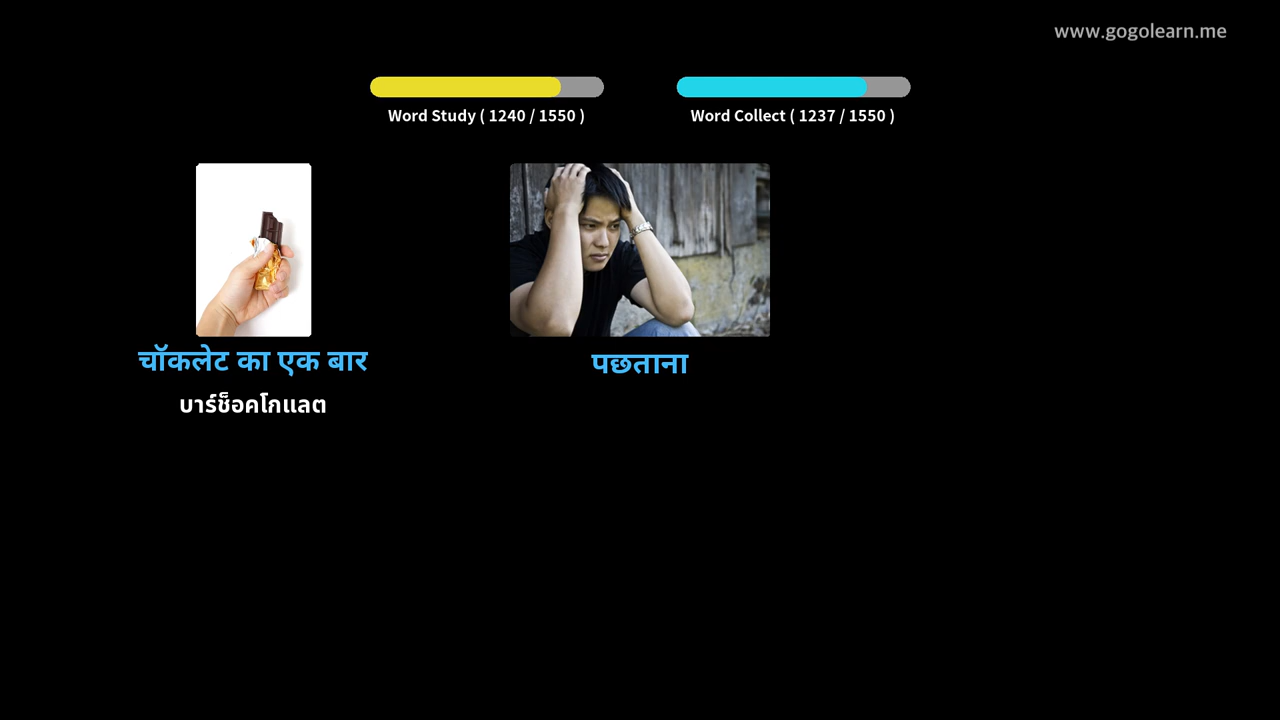 www.gogolearn.me
Word Study ( 1240 / 1550 )
Word Collect ( 1237 / 1550 )
चॉकलेट का एक बार
पछताना
บาร์ช็อคโกแลต